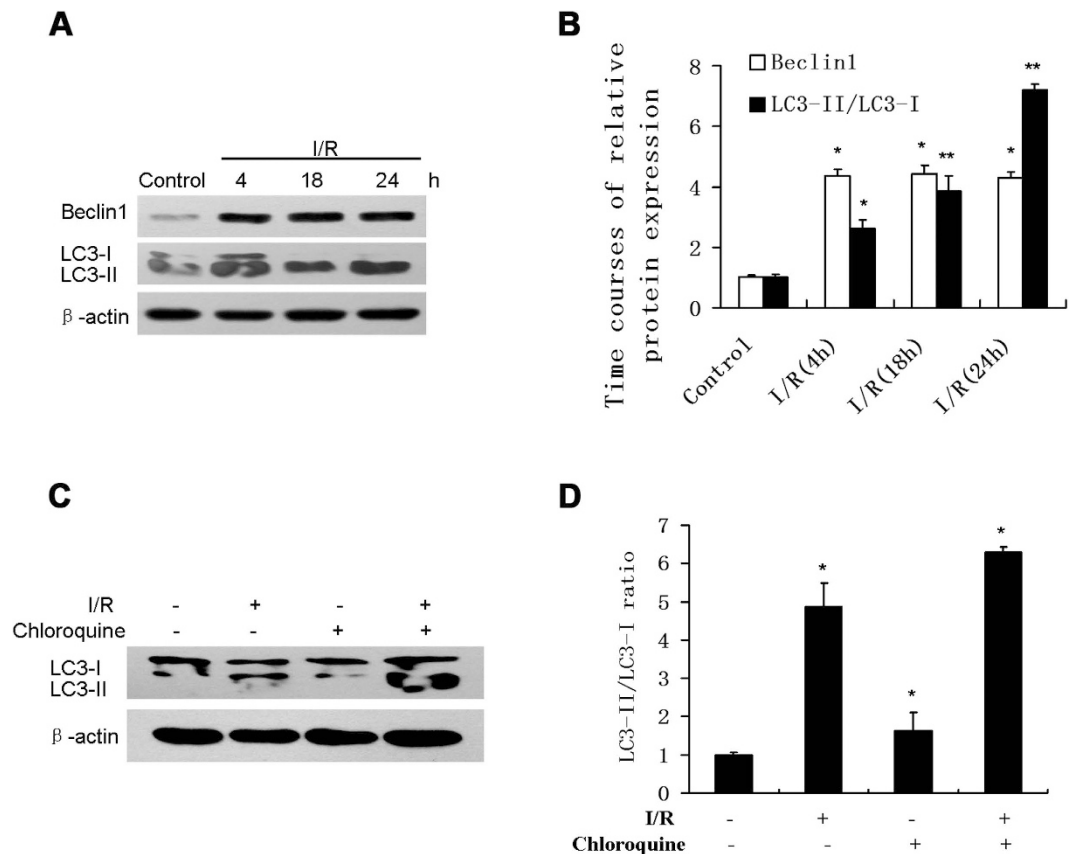 A
I/R
Control 4 18 24 h
Beclin1
LC3-I
LC3-II
β-actin
B
Time courses of relative
protein expression
Beclin1
LC3-II/LC3-I
8
6
4
2
0
* * * ** * **
Control
I/R(4h)
I/R(18h)
I/R(24h)
C
I/R - + - +
Chloroquine - - + +
LC3-I
LC3-II
β-actin
D
LC3-II/LC3-I ratio
7
6
5
4
3
2
1
0
* * *
I/R - + - +
Chloroquine - - + +